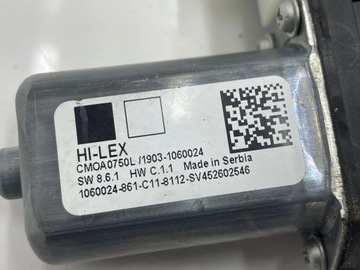 HI-LEX
CMOA0750L /1903-1060024
SW 8.6.1 HW C.1.1 Made in Serbia
1060024-861-C11-8112-SV452602546